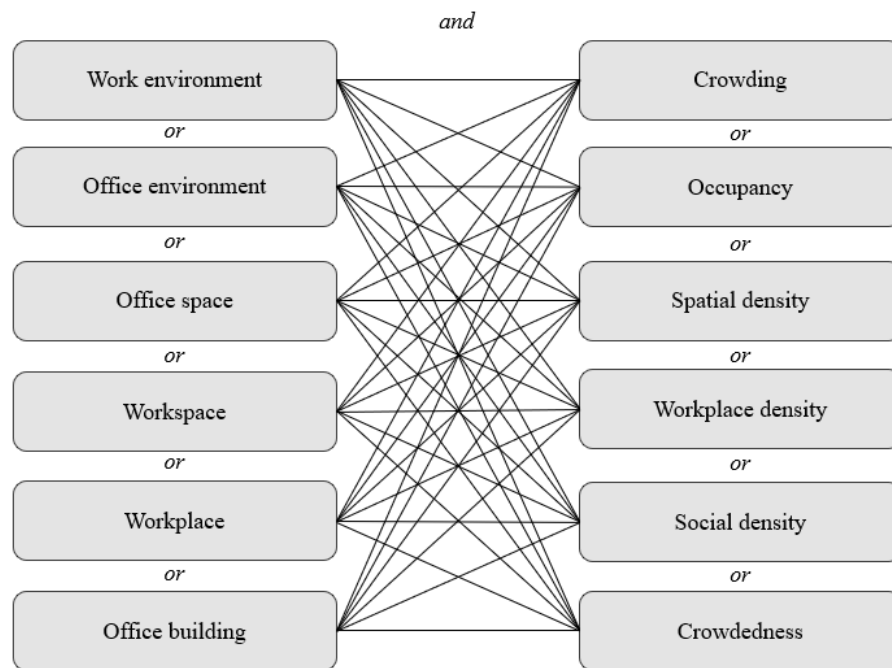 and
Work environment
Crowding
or
or
Office environment
Occupancy
or
or
Office space
Spatial density
or
or
Workspace
Workplace density
or
or
Workplace
Social density
or
or
Office building
Crowdedness